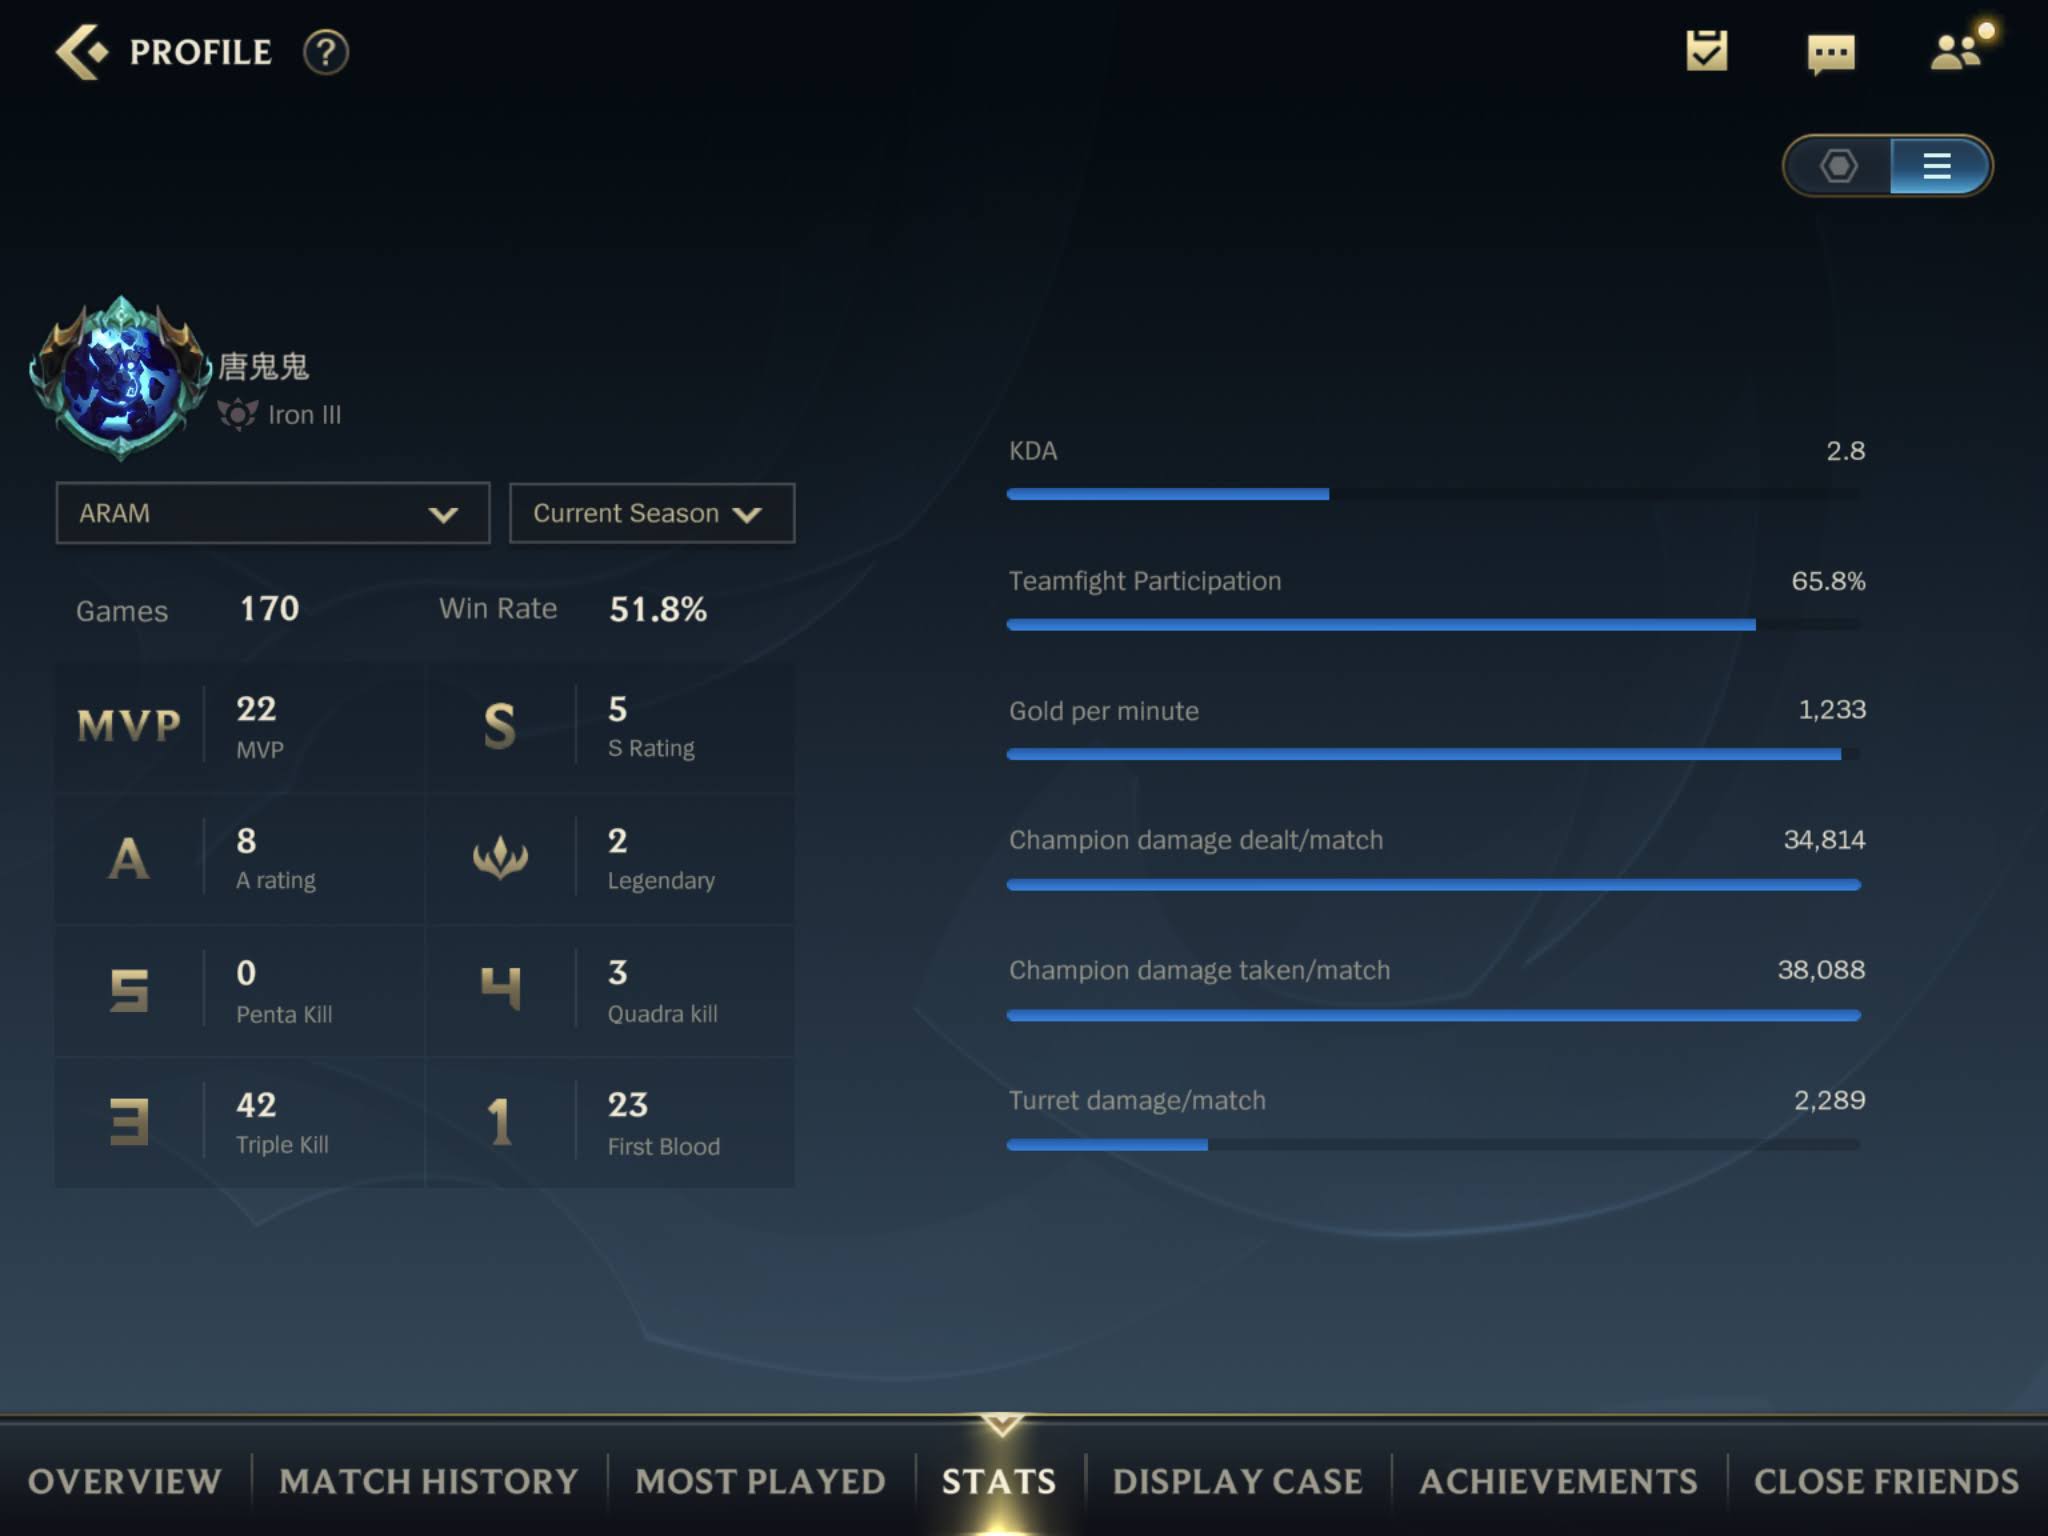 PROFILE ?
唐鬼鬼
Iron III
ARAM
Current Season
Games 170 Win Rate 51.8%
MVP 22 MVP
S 5 S Rating
A 8 A rating
2 Legendary
5 0 Penta Kill
4 3 Quadra kill
3 42 Triple Kill
1 23 First Blood
KDA 2.8
Teamfight Participation 65.8%
Gold per minute 1,233
Champion damage dealt/match 34,814
Champion damage taken/match 38,088
Turret damage/match 2,289
OVERVIEW MATCH HISTORY MOST PLAYED STATS DISPLAY CASE ACHIEVEMENTS CLOSE FRIENDS